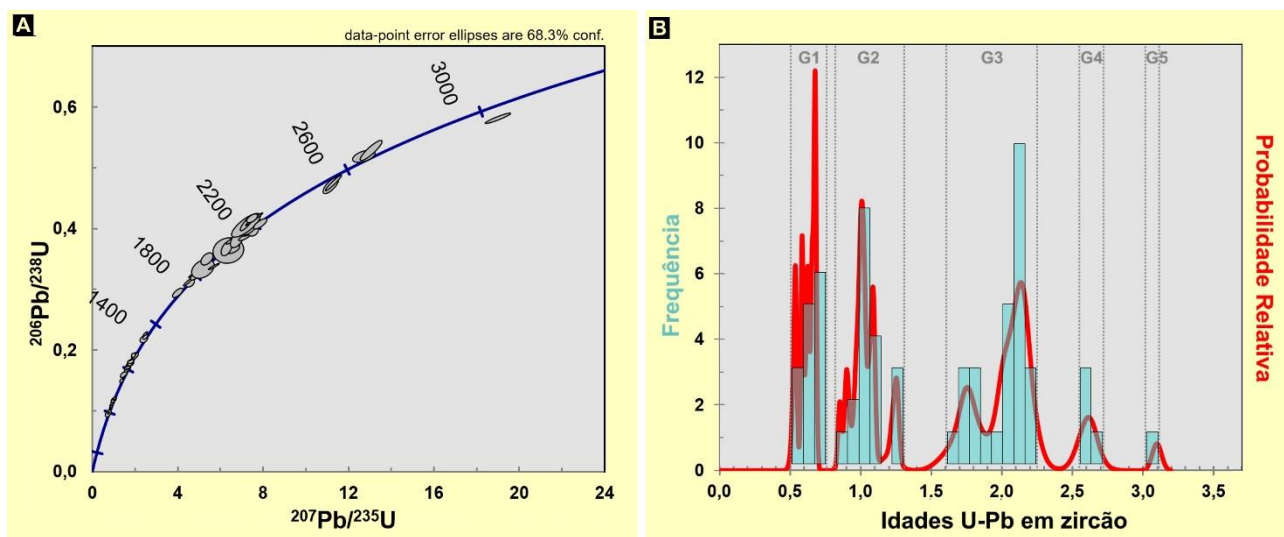 A
data-point error ellipses are 68.3% conf.
3000
2600
2200
1800
1400
0,6
0,4
0,2
0,0
206Pb/238U
0
4
8
12
16
20
24
207Pb/235U
B
G1
G2
G3
G4
G5
12
10
8
6
4
2
0
Frequência
Probabilidade Relativa
0,0
0,5
1,0
1,5
2,0
2,5
3,0
3,5
Idades U-Pb em zircão